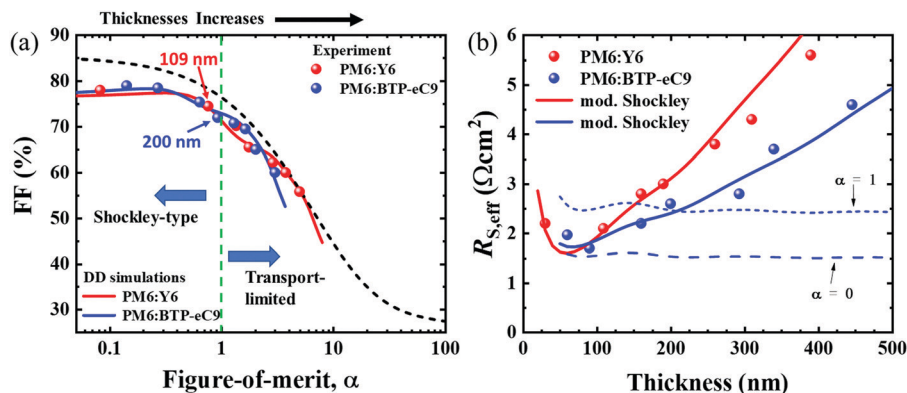 Thicknesses Increases
(a)
90
80
70
60
50
40
30
FF (%)
Experiment
PM6:Y6
PM6:BTP-eC9
109 nm
200 nm
Shockley-type
Transport-
limited
DD simulations
PM6:Y6
PM6:BTP-eC9
0.1
1
10
100
Figure-of-merit, α
(b)
6
5
4
3
2
1
0
R_S,eff (Ωcm²)
PM6:Y6
PM6:BTP-eC9
mod. Shockley
mod. Shockley
α = 1
α = 0
0
100
200
300
400
500
Thickness (nm)